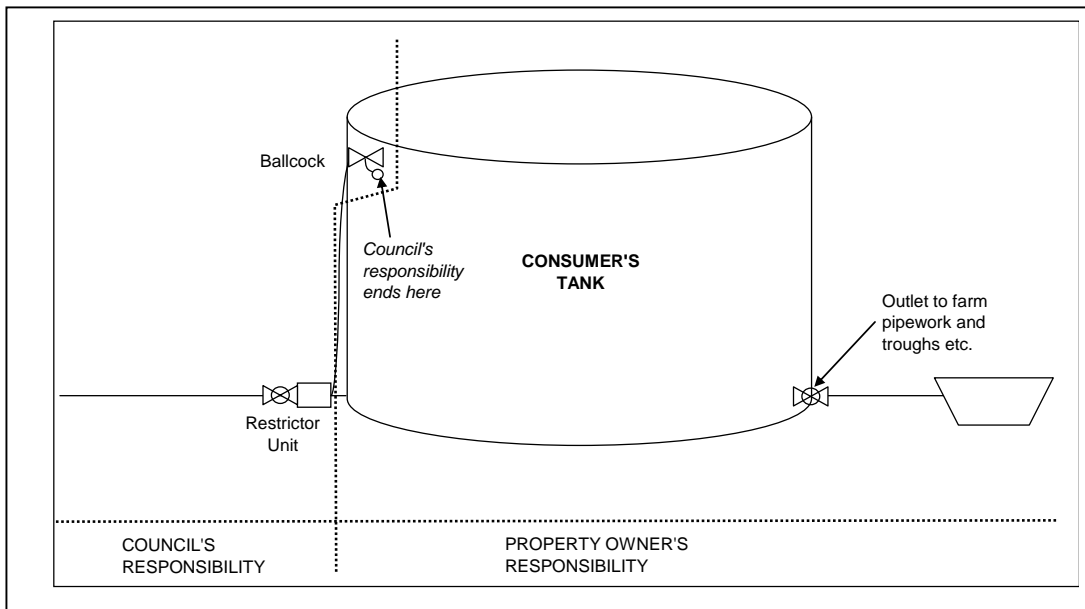 Ballcock
Council's
responsibility
ends here
CONSUMER'S
TANK
Outlet to farm
pipework and
troughs etc.
Restrictor
Unit
COUNCIL'S
RESPONSIBILITY
PROPERTY OWNER'S
RESPONSIBILITY